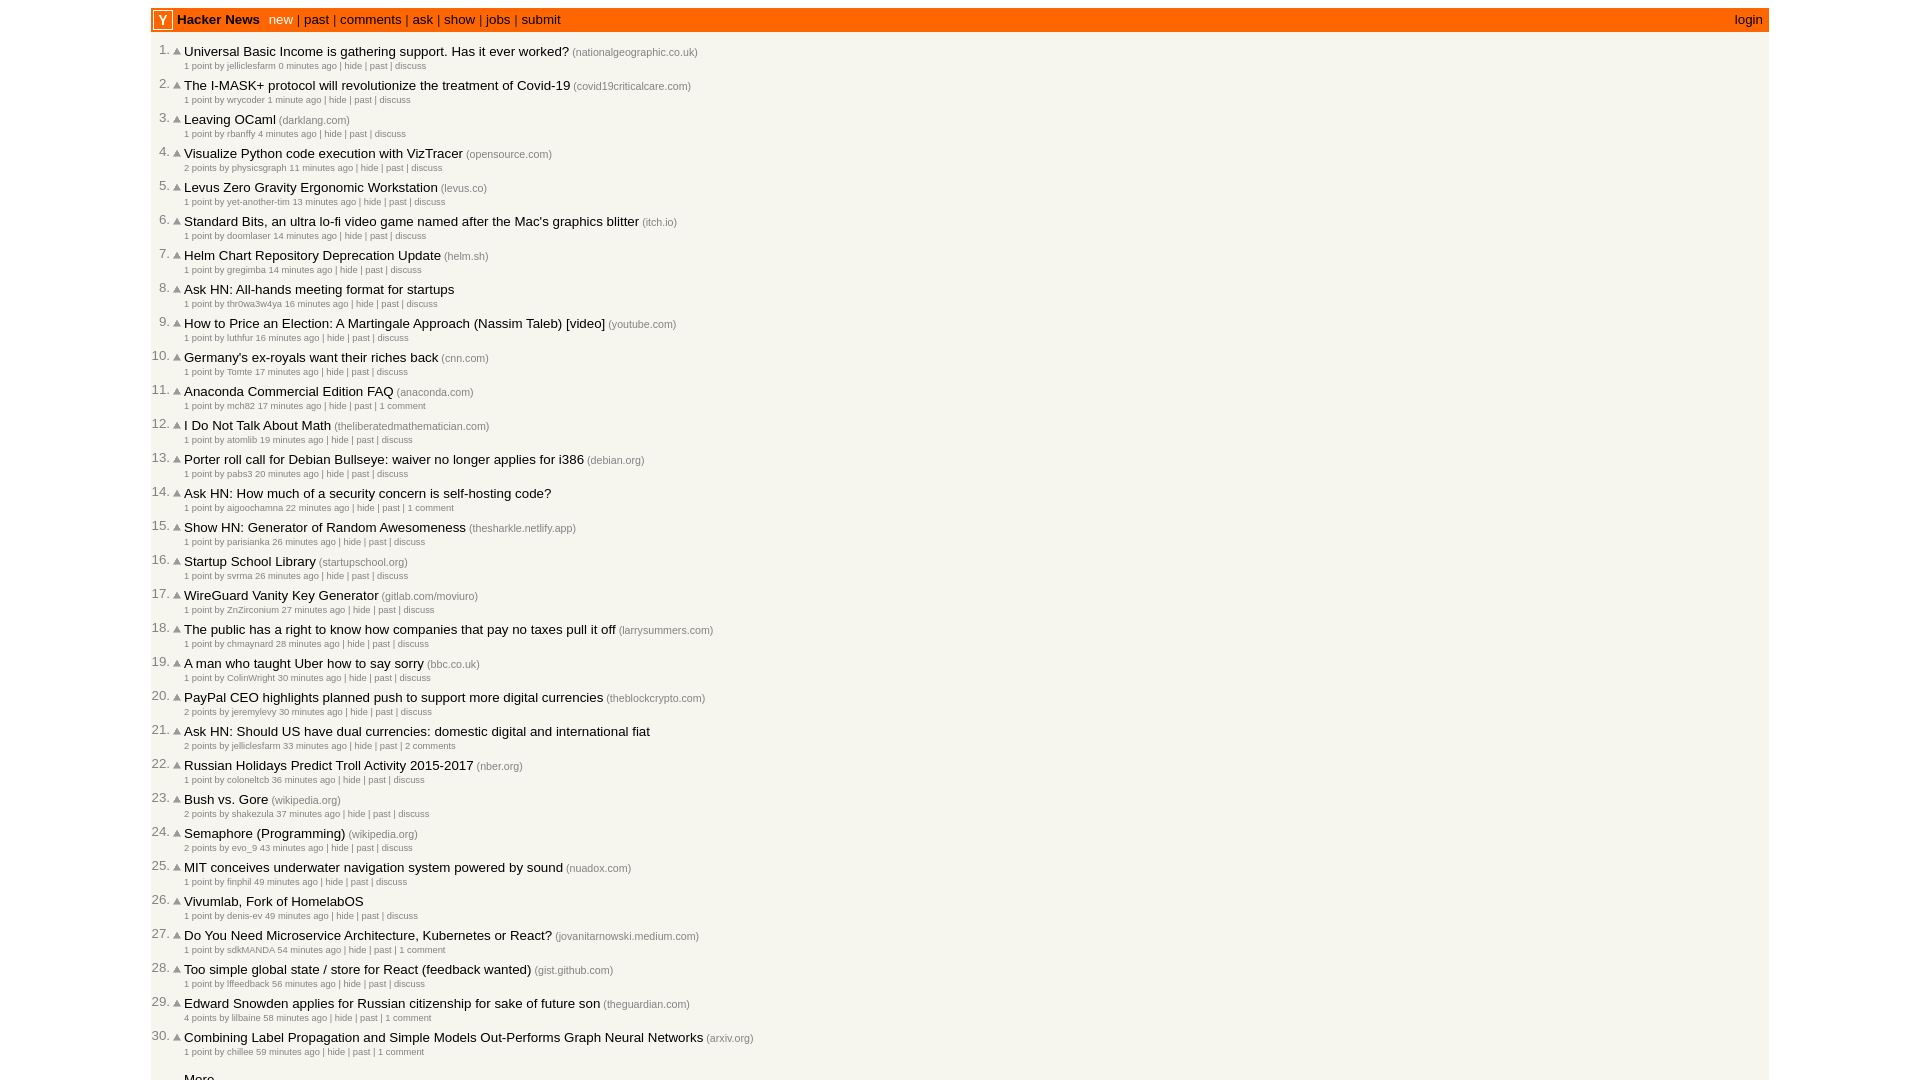 Y Hacker News new | past | comments | ask | show | jobs | submit login
1. Universal Basic Income is gathering support. Has it ever worked? (nationalgeographic.co.uk)
1 point by jelliclesfarm 0 minutes ago | hide | past | discuss
2. The I-MASK+ protocol will revolutionize the treatment of Covid-19 (covid19criticalcare.com)
1 point by wrycoder 1 minute ago | hide | past | discuss
3. Leaving OCaml (darklang.com)
1 point by rbanffy 4 minutes ago | hide | past | discuss
4. Visualize Python code execution with VizTracer (opensource.com)
2 points by physicsgraph 11 minutes ago | hide | past | discuss
5. Levus Zero Gravity Ergonomic Workstation (levus.co)
1 point by yet-another-tim 13 minutes ago | hide | past | discuss
6. Standard Bits, an ultra lo-fi video game named after the Mac's graphics blitter (itch.io)
1 point by doomlaser 14 minutes ago | hide | past | discuss
7. Helm Chart Repository Deprecation Update (helm.sh)
1 point by gregimba 14 minutes ago | hide | past | discuss
8. Ask HN: All-hands meeting format for startups
1 point by thr0wa3w4ya 16 minutes ago | hide | past | discuss
9. How to Price an Election: A Martingale Approach (Nassim Taleb) [video] (youtube.com)
1 point by luthfur 16 minutes ago | hide | past | discuss
10. Germany's ex-royals want their riches back (cnn.com)
1 point by Tomte 17 minutes ago | hide | past | discuss
11. Anaconda Commercial Edition FAQ (anaconda.com)
1 point by mch82 17 minutes ago | hide | past | 1 comment
12. I Do Not Talk About Math (theliberatedmathematician.com)
1 point by atomlib 19 minutes ago | hide | past | discuss
13. Porter roll call for Debian Bullseye: waiver no longer applies for i386 (debian.org)
1 point by pabs3 20 minutes ago | hide | past | discuss
14. Ask HN: How much of a security concern is self-hosting code?
1 point by aigoochamna 22 minutes ago | hide | past | 1 comment
15. Show HN: Generator of Random Awesomeness (thesharkle.netlify.app)
1 point by parisianka 26 minutes ago | hide | past | discuss
16. Startup School Library (startupschool.org)
1 point by svrma 26 minutes ago | hide | past | discuss
17. WireGuard Vanity Key Generator (gitlab.com/moviuro)
1 point by ZnZirconium 27 minutes ago | hide | past | discuss
18. The public has a right to know how companies that pay no taxes pull it off (larrysummers.com)
1 point by chmaynard 28 minutes ago | hide | past | discuss
19. A man who taught Uber how to say sorry (bbc.co.uk)
1 point by ColinWright 30 minutes ago | hide | past | discuss
20. PayPal CEO highlights planned push to support more digital currencies (theblockcrypto.com)
2 points by jeremylevy 30 minutes ago | hide | past | discuss
21. Ask HN: Should US have dual currencies: domestic digital and international fiat
2 points by jelliclesfarm 33 minutes ago | hide | past | 2 comments
22. Russian Holidays Predict Troll Activity 2015-2017 (nber.org)
1 point by coloneltcb 36 minutes ago | hide | past | discuss
23. Bush vs. Gore (wikipedia.org)
2 points by shakezula 37 minutes ago | hide | past | discuss
24. Semaphore (Programming) (wikipedia.org)
2 points by evo_9 43 minutes ago | hide | past | discuss
25. MIT conceives underwater navigation system powered by sound (nuadox.com)
1 point by finphil 49 minutes ago | hide | past | discuss
26. Vivumlab, Fork of HomelabOS
1 point by denis-ev 49 minutes ago | hide | past | discuss
27. Do You Need Microservice Architecture, Kubernetes or React? (jovanitarnowski.medium.com)
1 point by sdkMANDA 54 minutes ago | hide | past | 1 comment
28. Too simple global state / store for React (feedback wanted) (gist.github.com)
1 point by lffeedback 56 minutes ago | hide | past | discuss
29. Edward Snowden applies for Russian citizenship for sake of future son (theguardian.com)
4 points by lilbaine 58 minutes ago | hide | past | 1 comment
30. Combining Label Propagation and Simple Models Out-Performs Graph Neural Networks (arxiv.org)
1 point by chillee 59 minutes ago | hide | past | 1 comment
More